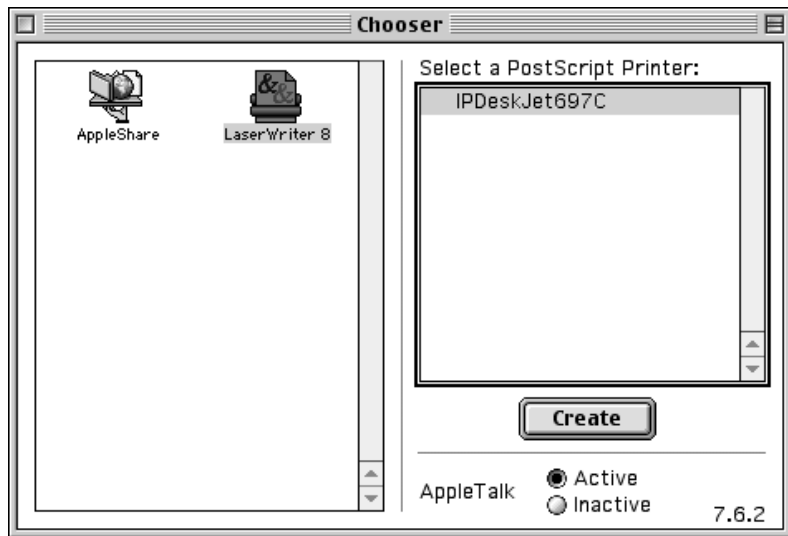 Chooser
AppleShare
LaserWriter 8
Select a PostScript Printer:
IPDeskJet697C
Create
AppleTalk
Active
Inactive
7.6.2